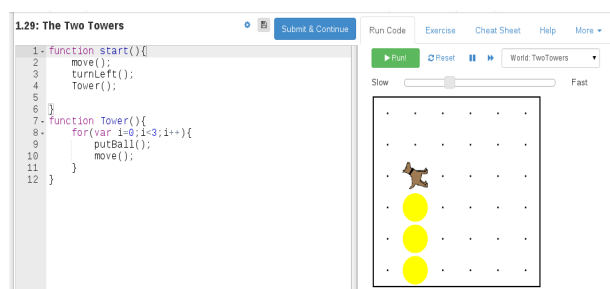 1.29: The Two Towers
Submit & Continue
Run Code Exercise Cheat Sheet Help More
Run! Reset World: TwoTowers
Slow Fast
1 function start(){
2 move();
3 turnLeft();
4 Tower();
5
6 }
7 function Tower(){
8 for(var i=0;i<3;i++){
9 putBall();
10 move();
11 }
12 }